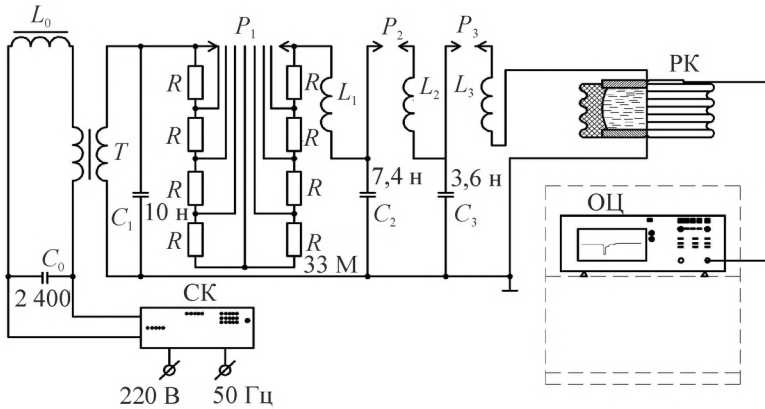 L₀
P₁
P₂
P₃
R
R
L₁
L₂
L₃
РК
T
R
R
C₁
10 н
R
R
7,4 н
C₂
3,6 н
C₃
R
R
33 М
ОЦ
C₀
2 400
СК
220 В
50 Гц